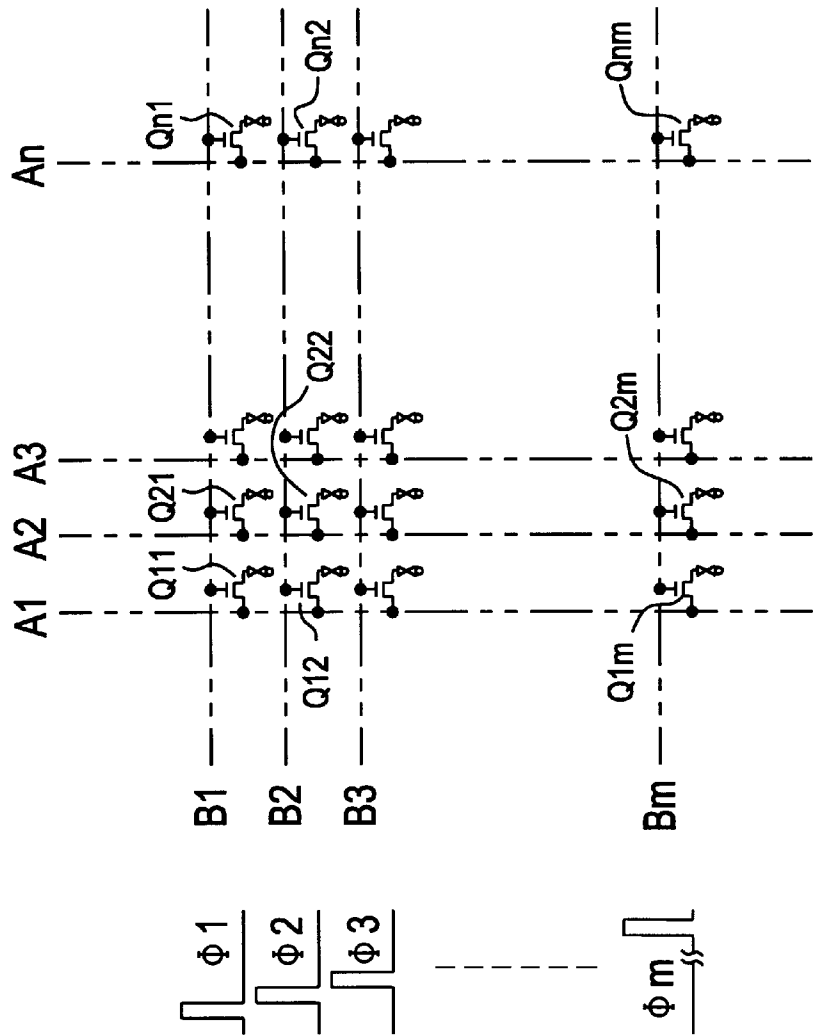 A1 A2 A3 An
Q11 Q21 Qn1
B1
Φ1
Q12 Q22 Qn2
B2
Φ2
B3
Φ3
Q1m Q2m Qnm
Bm
Φm